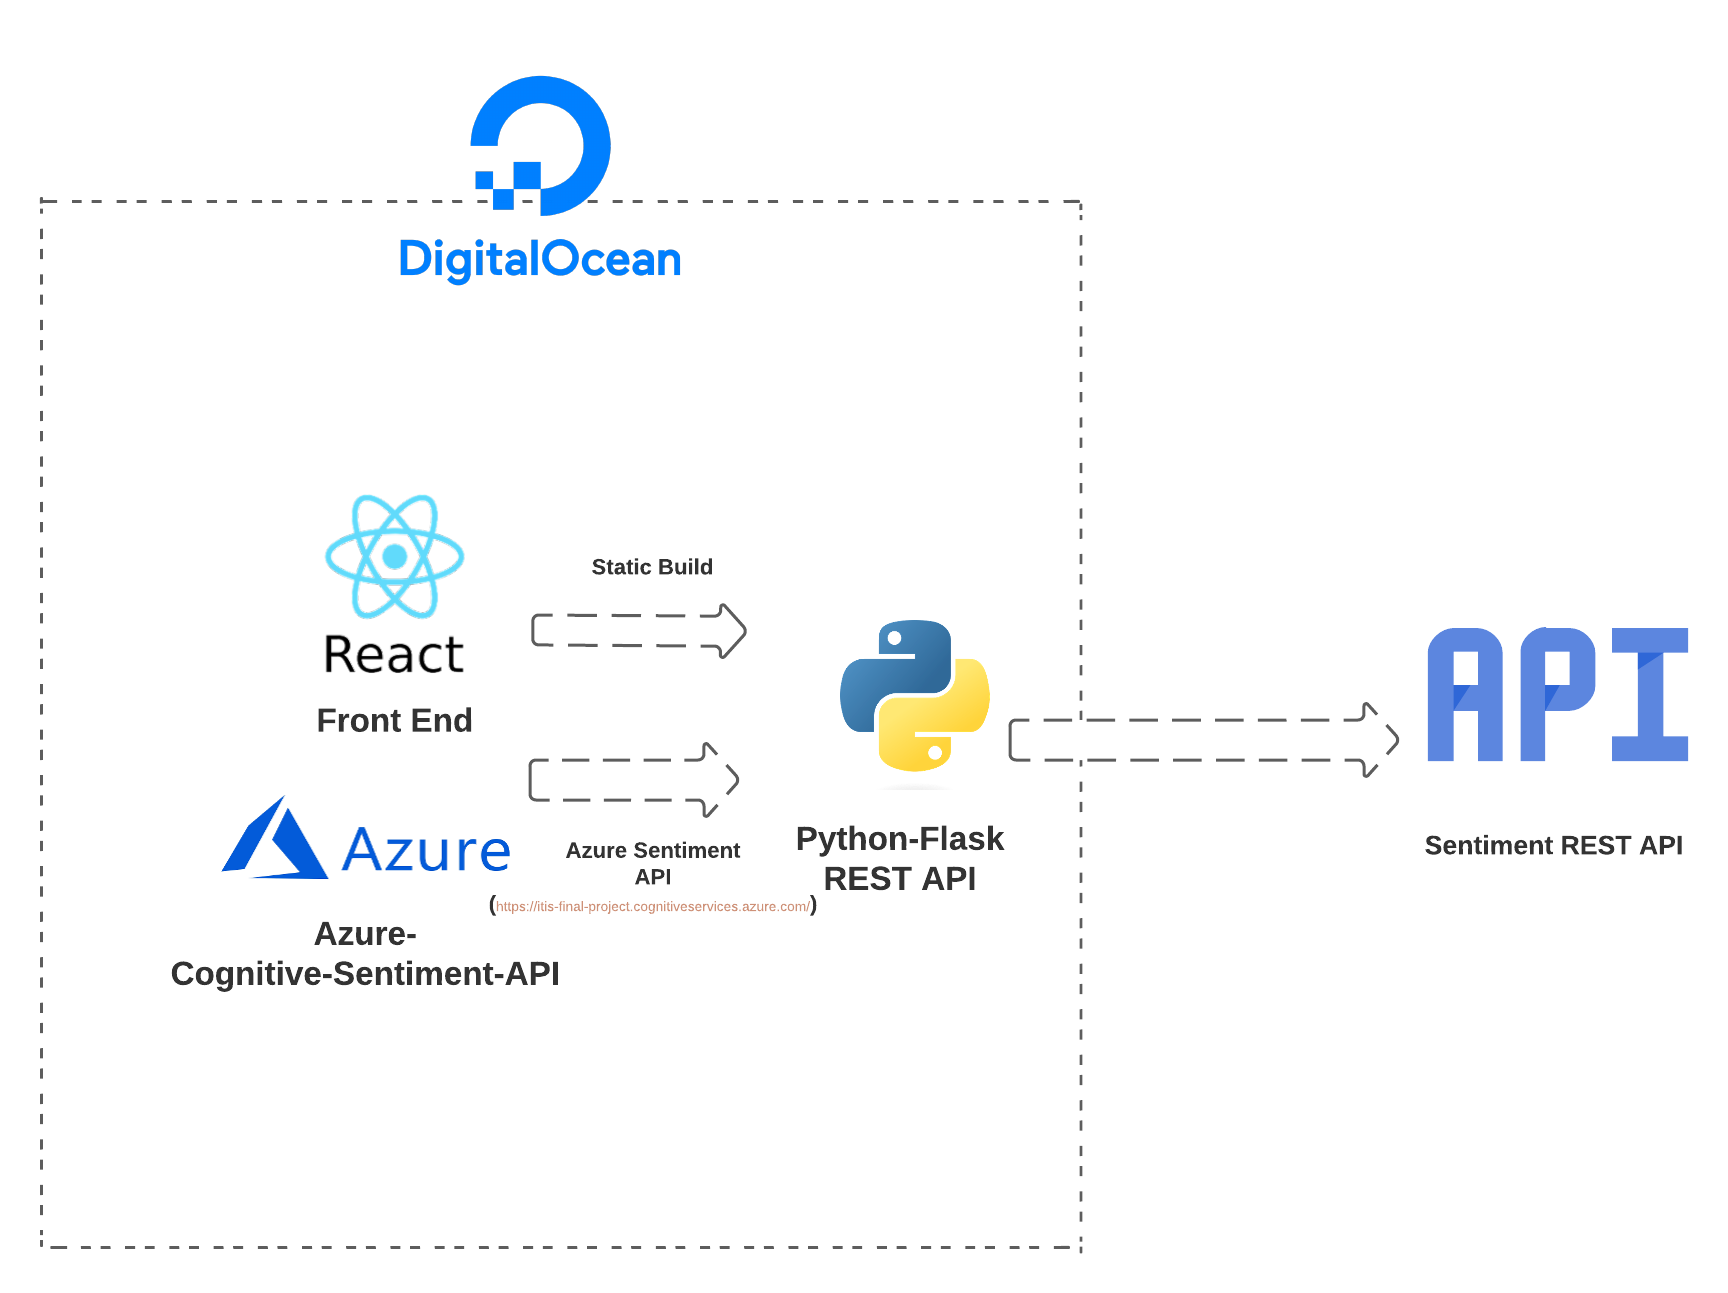 DigitalOcean
React
Front End
Static Build
Azure
Azure-
Cognitive-Sentiment-API
Azure Sentiment
API
(https://itis-final-project.cognitiveservices.azure.com/)
Python-Flask
REST API
API
Sentiment REST API